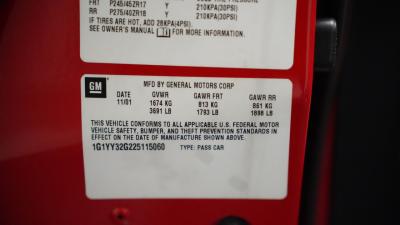 FRT P245/45ZR17 Y 210KPA(30PSI)
RR P275/40ZR18 Y 210KPA(30PSI)
IF TIRES ARE HOT, ADD 28KPA(4PSI).
SEE OWNER'S MANUAL FOR MORE INFORMATION
GM
MFD BY GENERAL MOTORS CORP
DATE GVWR GAWR FRT GAWR RR
11/01 1674 KG 813 KG 861 KG
3691 LB 1793 LB 1898 LB
THIS VEHICLE CONFORMS TO ALL APPLICABLE U.S. FEDERAL MOTOR
VEHICLE SAFETY, BUMPER, AND THEFT PREVENTION STANDARDS IN
EFFECT ON THE DATE OF MANUFACTURE SHOWN ABOVE.
1G1YY32G225115060 TYPE: PASS CAR